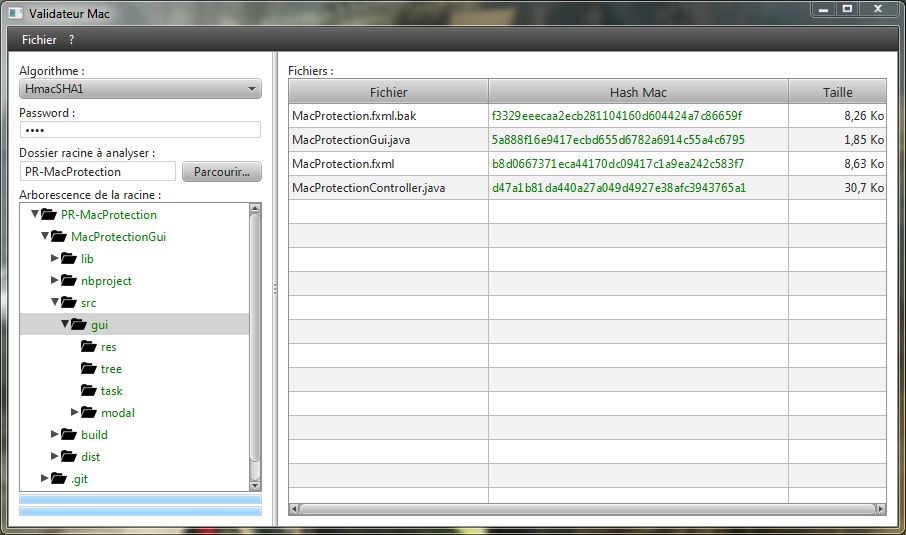 Validateur Mac
Fichier ?
Algorithme :
HmacSHA1
Password :
••••
Dossier racine à analyser :
PR-MacProtection Parcourir...
Arborescence de la racine :
PR-MacProtection
MacProtectionGui
lib
nbproject
src
gui
res
tree
task
modal
build
dist
.git
Fichiers :
Fichier Hash Mac Taille
MacProtection.fxml.bak f3329eeecaa2ecb281104160d604424a7c86659f 8,26 Ko
MacProtectionGui.java 5a888f16e9417ecbd655d6782a6914c55a4c6795 1,85 Ko
MacProtection.fxml b8d0667371eca44170dc09417c1a9ea242c583f7 8,63 Ko
MacProtectionController.java d47a1b81da440a27a049d4927e38afc3943765a1 30,7 Ko